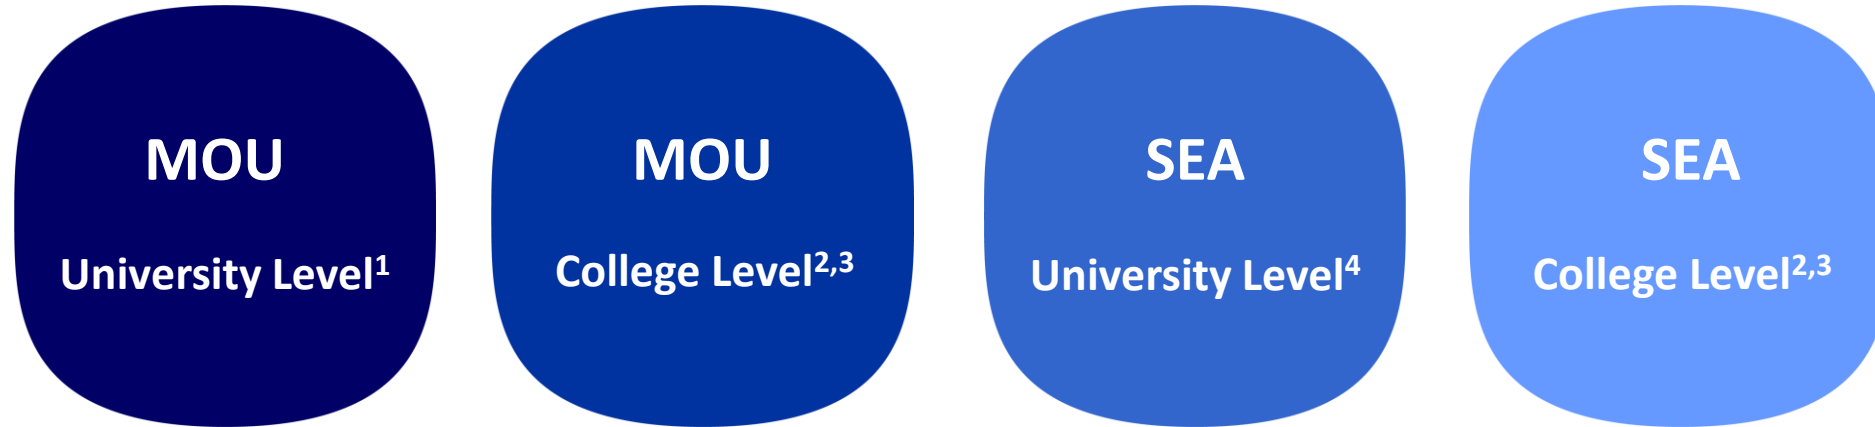 MOU
University Level¹
MOU
College Level²,³
SEA
University Level⁴
SEA
College Level²,³